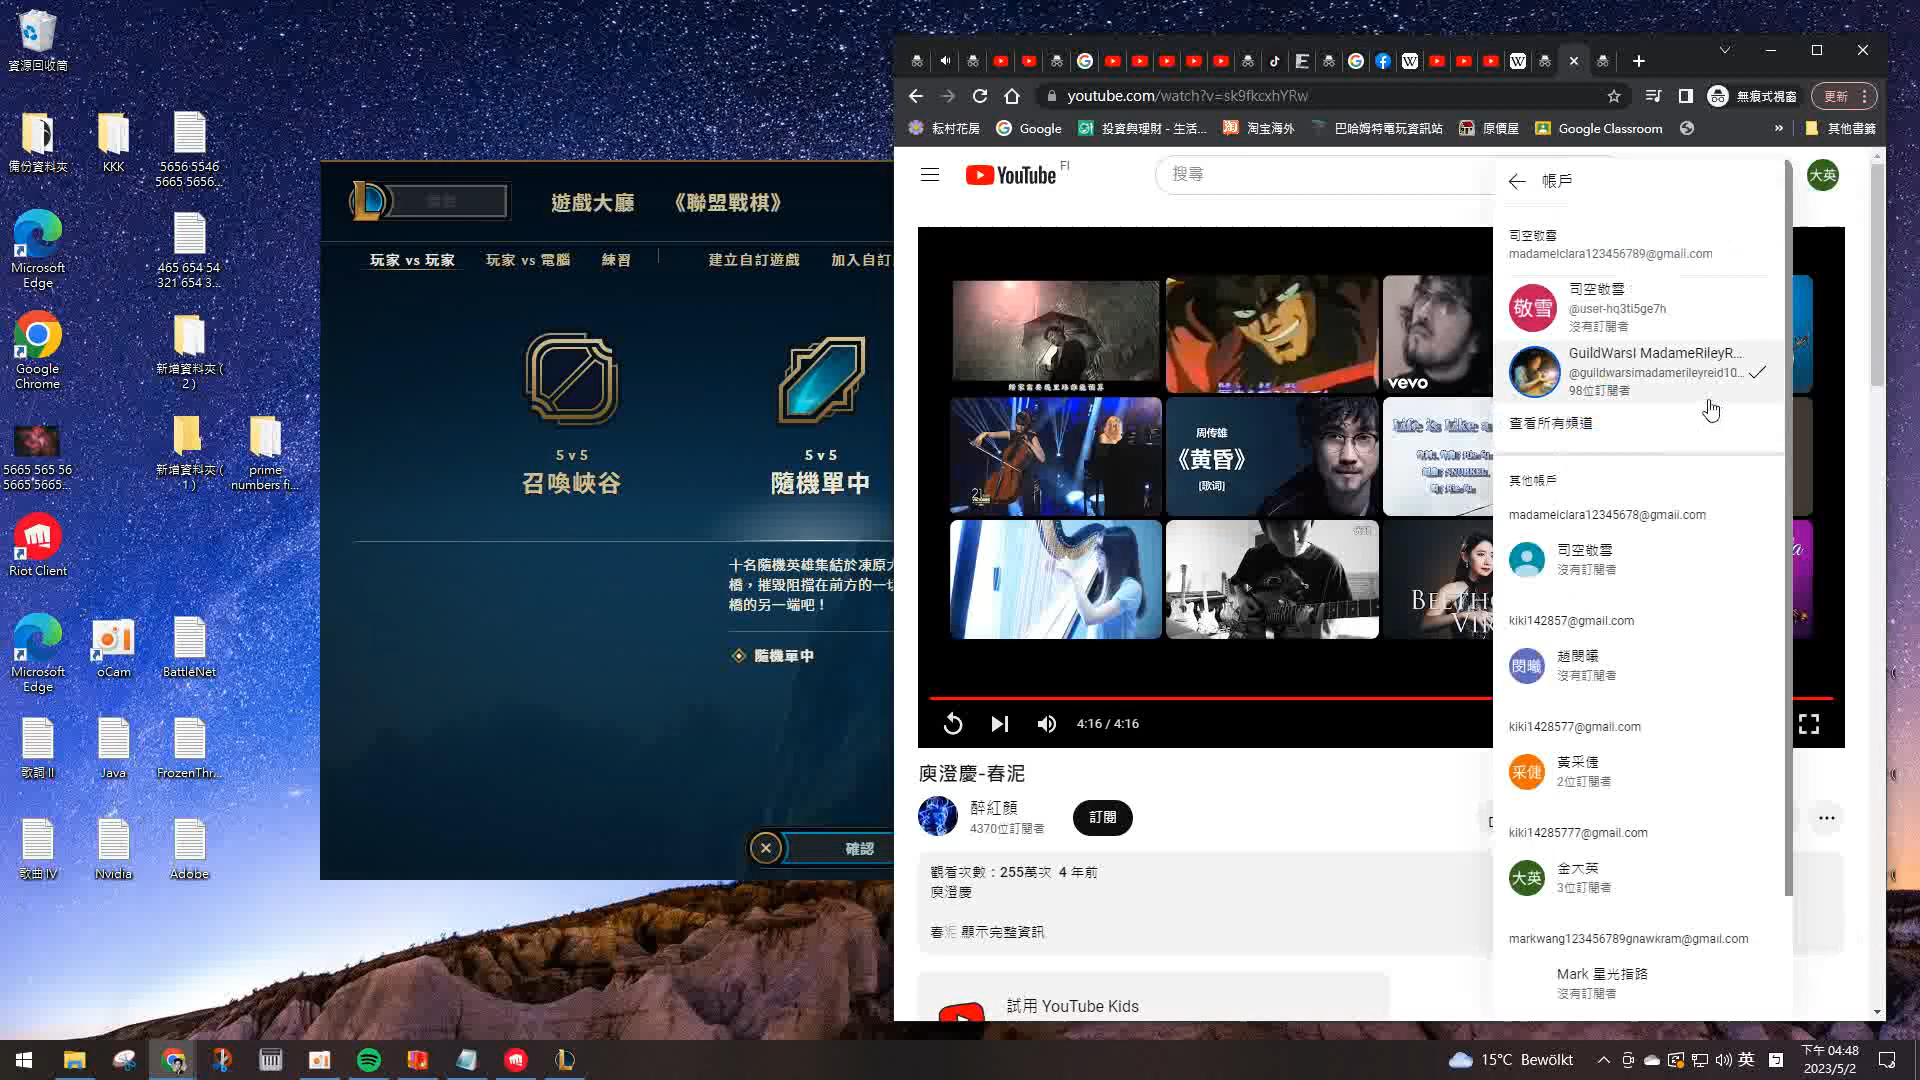 資源回收筒
備份資料夾
KKK
5656 5546
5665 5656...
Microsoft
Edge
465 654 54
321 654 3...
Google
Chrome
新增資料夾 (
2 )
5665 565 56
5665 5665...
新增資料夾 (
1 )
prime
numbers fi...
Riot Client
Microsoft
Edge
oCam
BattleNet
歌詞 II
Java
FrozenThr...
歌曲 IV
Nvidia
Adobe
遊戲大廳
《聯盟戰棋》
玩家 vs 玩家
玩家 vs 電腦
練習
建立自訂遊戲
加入自訂
5 v 5
召喚峽谷
5 v 5
隨機單中
十名隨機英雄集結於凍原大
橋，摧毀阻擋在前方的一切
橋的另一端吧！
隨機單中
確認
youtube.com/watch?v=sk9fkcxhYRw
無痕式視窗
更新
耘村花房
Google
投資與理財 - 生活...
淘宝海外
巴哈姆特電玩資訊站
原價屋
Google Classroom
»
其他書籤
YouTube FI
搜尋
大英
vevo
周传雄
《黄昏》
[歌词]
4:16 / 4:16
庾澄慶-春泥
醉紅顏
4370位訂閱者
訂閱
觀看次數：255萬次 4 年前
庾澄慶
春泥 顯示完整資訊
試用 YouTube Kids
帳戶
司空敬雪
madameiclara123456789@gmail.com
敬雪
司空敬雪
@user-hq3ti5ge7h
沒有訂閱者
GuildWarsI MadameRileyR...
@guildwarsimadamerileyreid10...
98位訂閱者
查看所有頻道
其他帳戶
madameiclara12345678@gmail.com
司空敬雪
沒有訂閱者
kiki142857@gmail.com
閔曦
趙閔曦
沒有訂閱者
kiki1428577@gmail.com
采倢
黃采倢
2位訂閱者
kiki14285777@gmail.com
大英
金大英
3位訂閱者
markwang123456789gnawkram@gmail.com
Mark 星光指路
沒有訂閱者
15°C Bewölkt
英
下午 04:48
2023/5/2